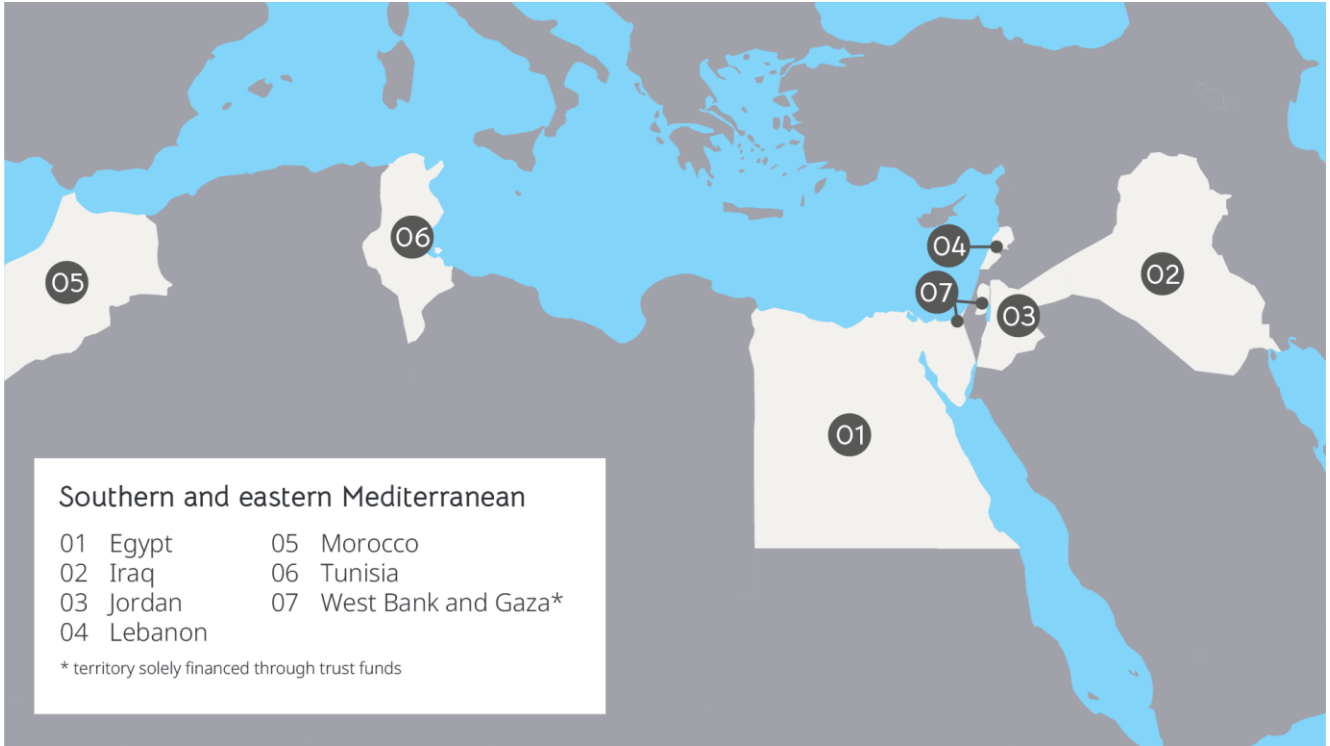 05
06
04
07
03
02
01
Southern and eastern Mediterranean
01 Egypt
02 Iraq
03 Jordan
04 Lebanon
05 Morocco
06 Tunisia
07 West Bank and Gaza*
* territory solely financed through trust funds